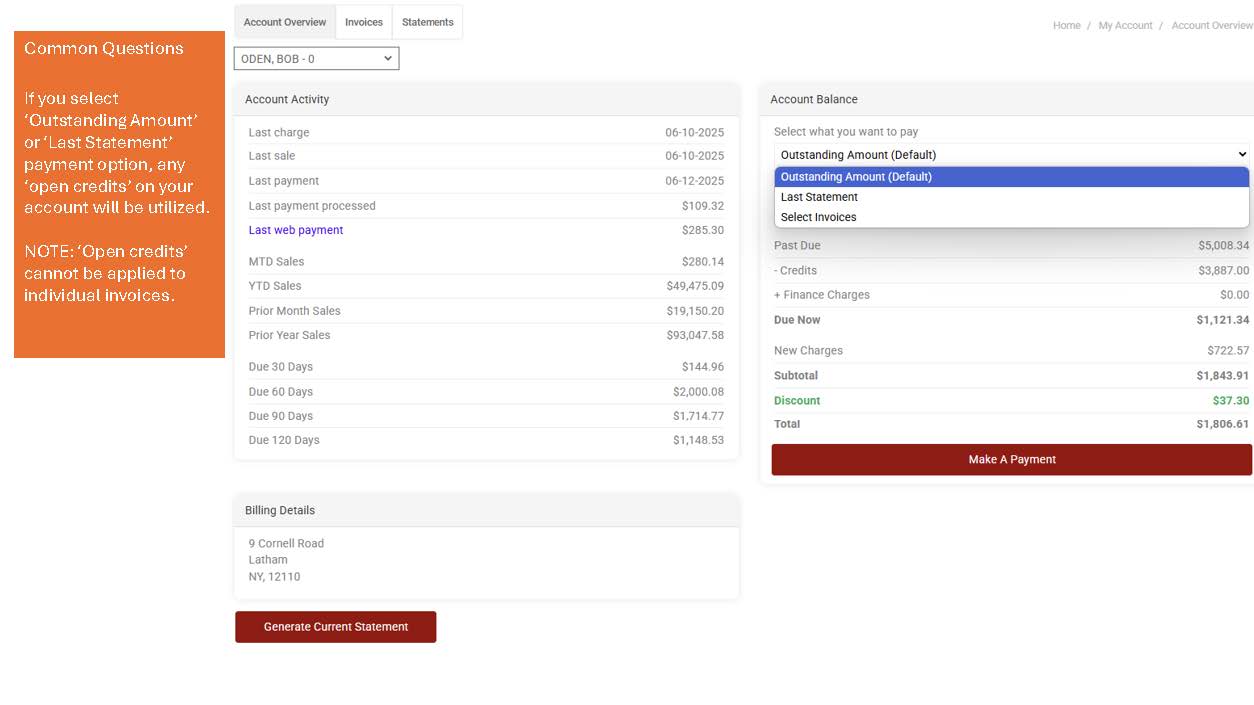 Account Overview Invoices Statements
Home / My Account / Account Overview
ODEN, BOB - 0
Common Questions
If you select
‘Outstanding Amount’
or ‘Last Statement’
payment option, any
‘open credits’ on your
account will be utilized.
NOTE: ‘Open credits’
cannot be applied to
individual invoices.
Account Activity
Last charge 06-10-2025
Last sale 06-10-2025
Last payment 06-12-2025
Last payment processed $109.32
Last web payment $285.30
MTD Sales $280.14
YTD Sales $49,475.09
Prior Month Sales $19,150.20
Prior Year Sales $93,047.58
Due 30 Days $144.96
Due 60 Days $2,000.08
Due 90 Days $1,714.77
Due 120 Days $1,148.53
Account Balance
Select what you want to pay
Outstanding Amount (Default)
Outstanding Amount (Default)
Last Statement
Select Invoices
Past Due $5,008.34
- Credits $3,887.00
+ Finance Charges $0.00
Due Now $1,121.34
New Charges $722.57
Subtotal $1,843.91
Discount $37.30
Total $1,806.61
Make A Payment
Billing Details
9 Cornell Road
Latham
NY, 12110
Generate Current Statement